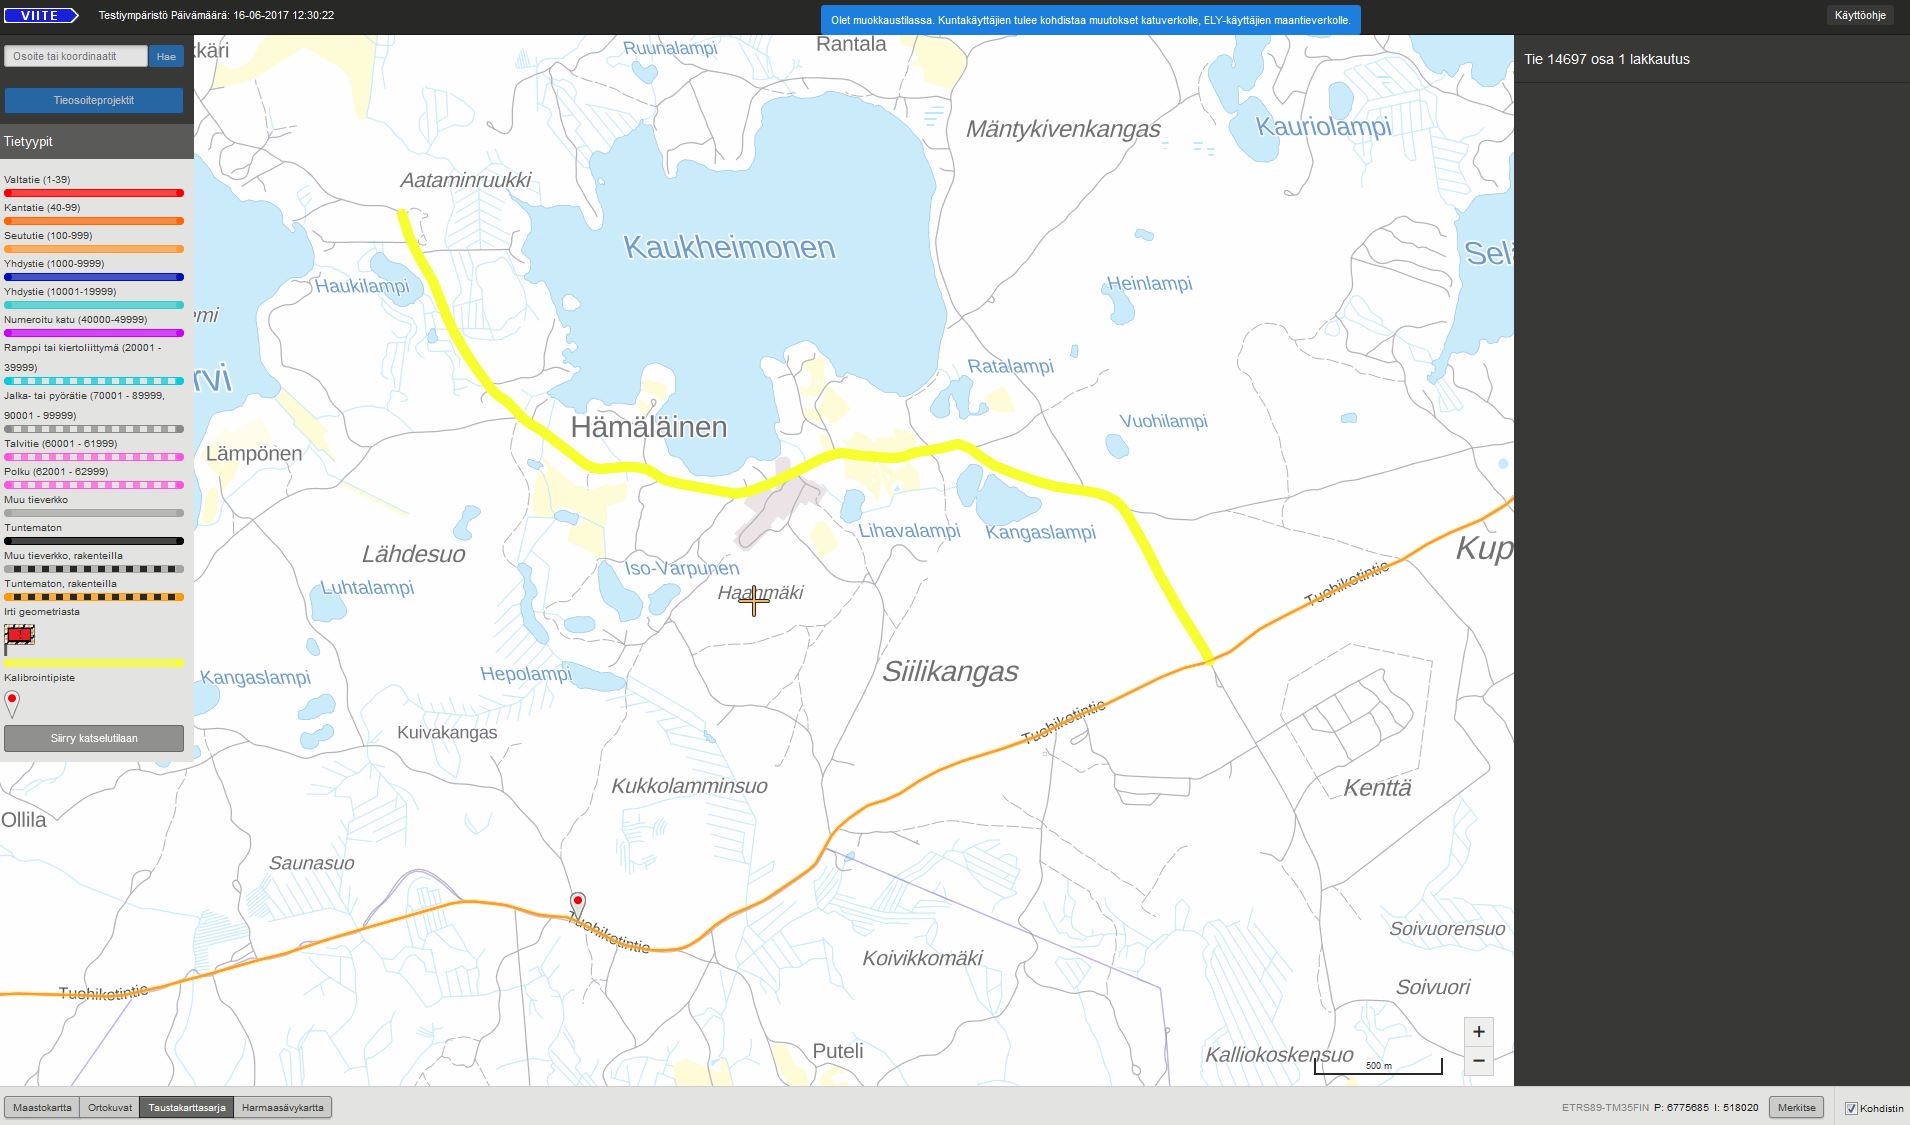 VIITE
Testiympäristö Päivämäärä: 16-06-2017 12:30:22
Olet muokkaustilassa. Kuntakäyttäjien tulee kohdistaa muutokset katuverkolle, ELY-käyttäjien maantieverkolle.
Käyttöohje
Osoite tai koordinaatit
Hae
Tieosoiteprojektit
Tietyypit
Valtatie (1-39)
Kantatie (40-99)
Seututie (100-999)
Yhdystie (1000-9999)
Yhdystie (10001-19999)
Numeroitu katu (40000-49999)
Ramppi tai kiertoliittymä (20001 -
39999)
Jalka- tai pyörätie (70001 - 89999,
90001 - 99999)
Talvitie (60001 - 61999)
Polku (62001 - 62999)
Muu tieverkko
Tuntematon
Muu tieverkko, rakenteilla
Tuntematon, rakenteilla
Irti geometriasta
Kalibrointipiste
Siirry katselutilaan
Tie 14697 osa 1 lakkautus
kkäri
Ruunalampi
Rantala
Mäntykivenkangas
Kauriolampi
Aataminruukki
Kaukheimonen
Selä
Haukilampi
Heinlampi
emi
rvi
Ratalampi
Hämäläinen
Vuohilampi
Lämpönen
Lihavalampi
Kangaslampi
Kup
Lähdesuo
Iso-Varpunen
Luhtalampi
Haanmäki
Tuohikotintie
Siilikangas
Kangaslampi
Hepolampi
Tuohikotintie
Kuivakangas
Kukkolamminsuo
Kenttä
Ollila
Saunasuo
Tuohikotintie
Soivuorensuo
Koivikkomäki
Tuohikotintie
Soivuori
Puteli
Kalliokoskensuo
+
−
500 m
Maastokartta
Ortokuvat
Taustakarttasarja
Harmaasävykartta
ETRS89-TM35FIN P: 6775685 I: 518020
Merkitse
Kohdistin